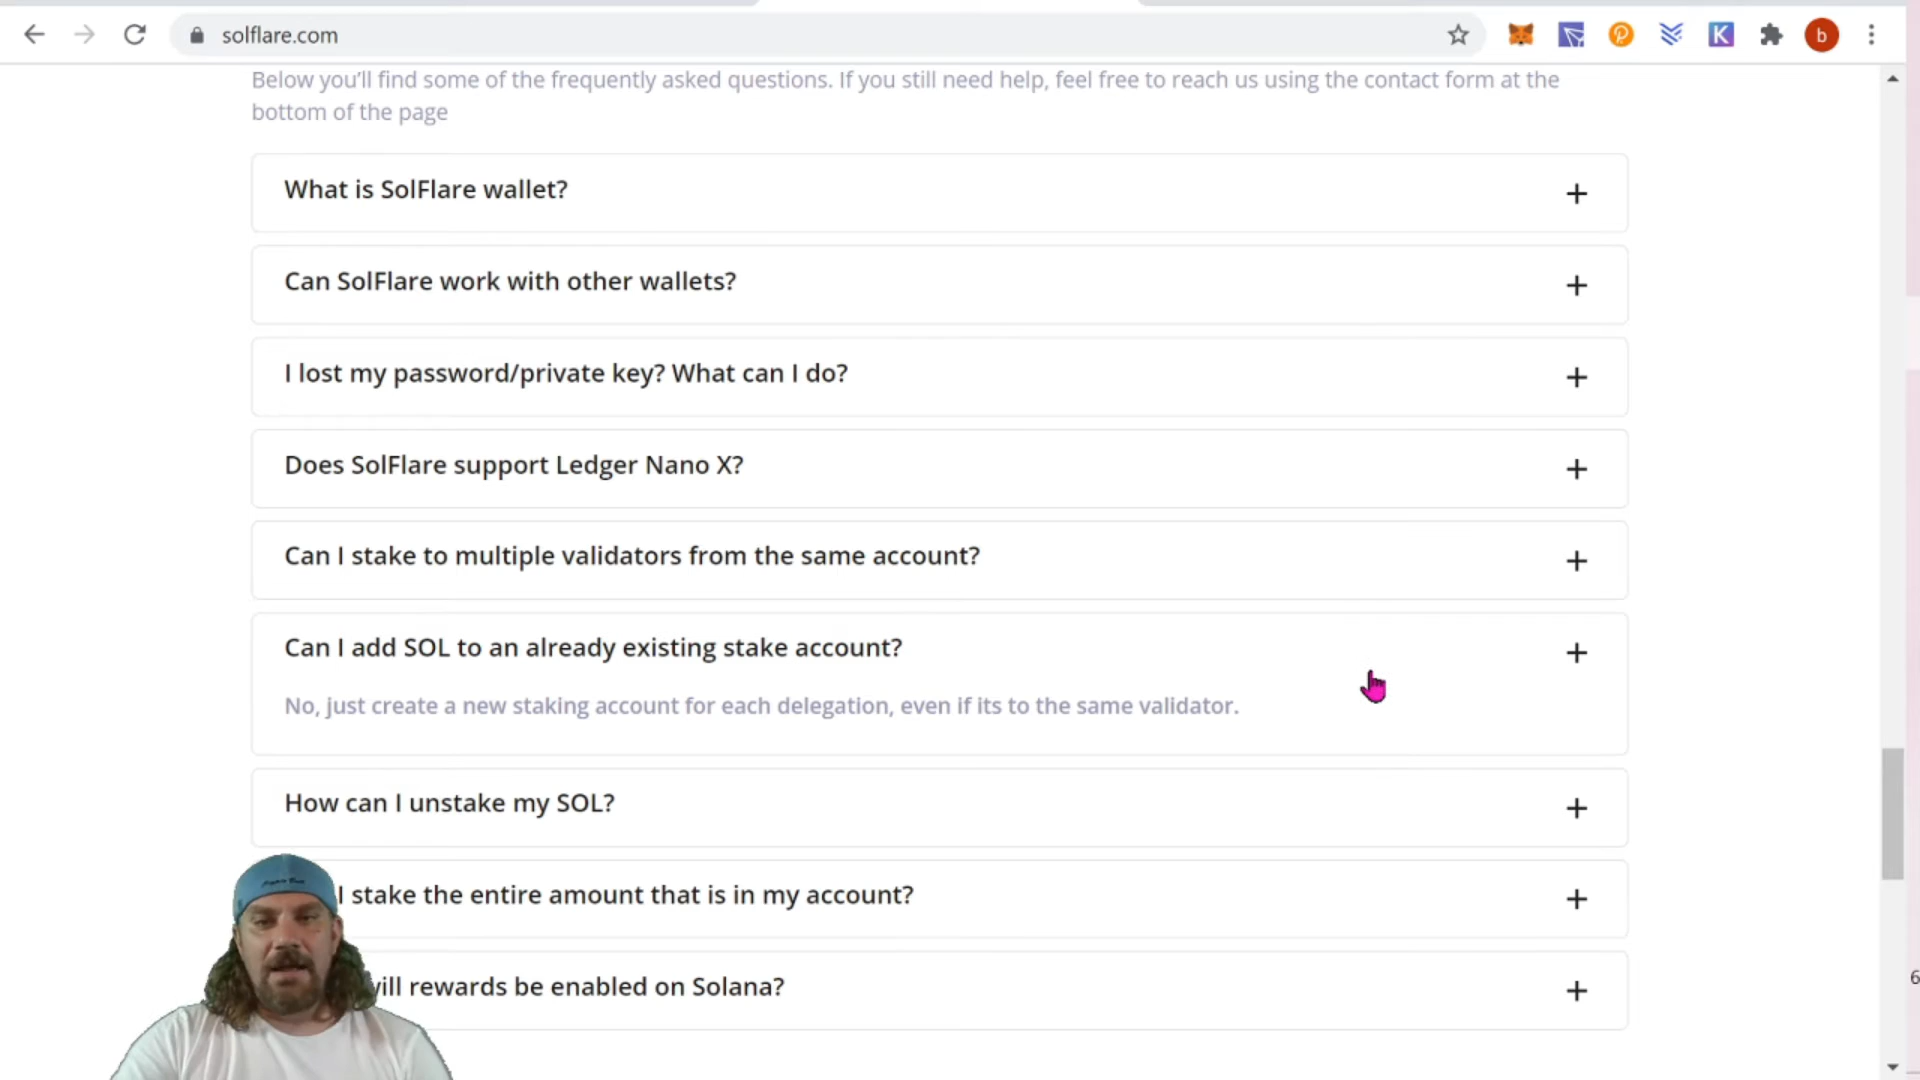 solflare.com
b
Below you'll find some of the frequently asked questions. If you still need help, feel free to reach us using the contact form at the
bottom of the page
What is SolFlare wallet?
Can SolFlare work with other wallets?
I lost my password/private key? What can I do?
Does SolFlare support Ledger Nano X?
Can I stake to multiple validators from the same account?
Can I add SOL to an already existing stake account?
No, just create a new staking account for each delegation, even if its to the same validator.
How can I unstake my SOL?
I stake the entire amount that is in my account?
will rewards be enabled on Solana?
6